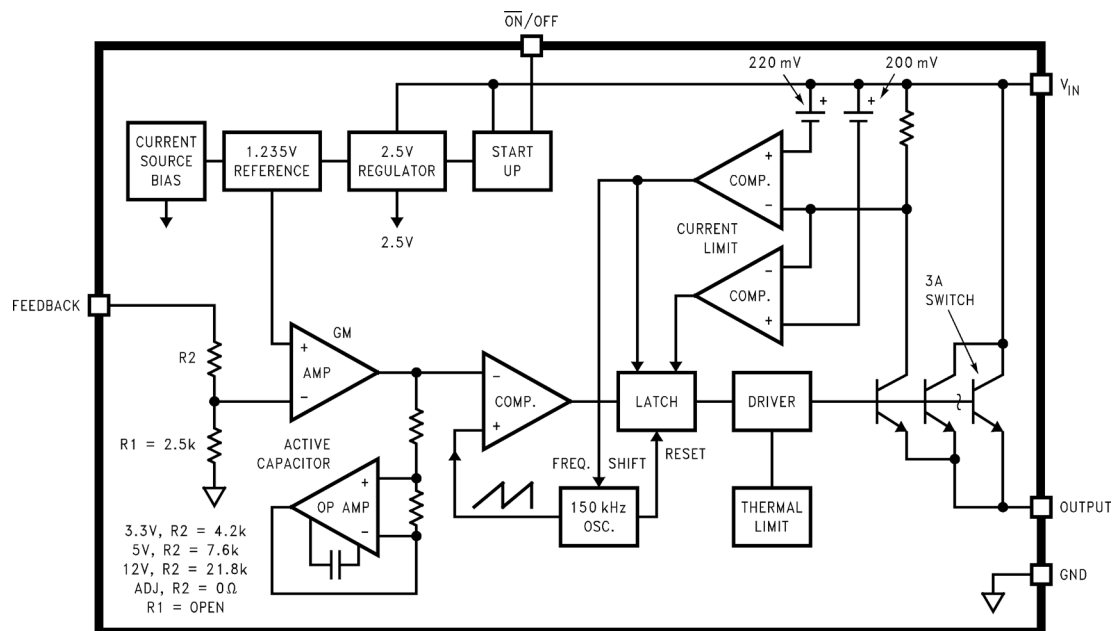 ON/OFF
220 mV
200 mV
VIN
CURRENT
SOURCE
BIAS
1.235V
REFERENCE
2.5V
REGULATOR
START
UP
+
+
+
COMP.
−
2.5V
CURRENT
LIMIT
−
COMP.
+
3A
SWITCH
FEEDBACK
GM
R2
+
AMP
−
−
COMP.
+
LATCH
DRIVER
R1 = 2.5k
ACTIVE
CAPACITOR
FREQ. SHIFT
RESET
+
OP AMP
−
150 kHz
OSC.
THERMAL
LIMIT
OUTPUT
3.3V, R2 = 4.2k
5V, R2 = 7.6k
12V, R2 = 21.8k
ADJ, R2 = 0Ω
R1 = OPEN
GND